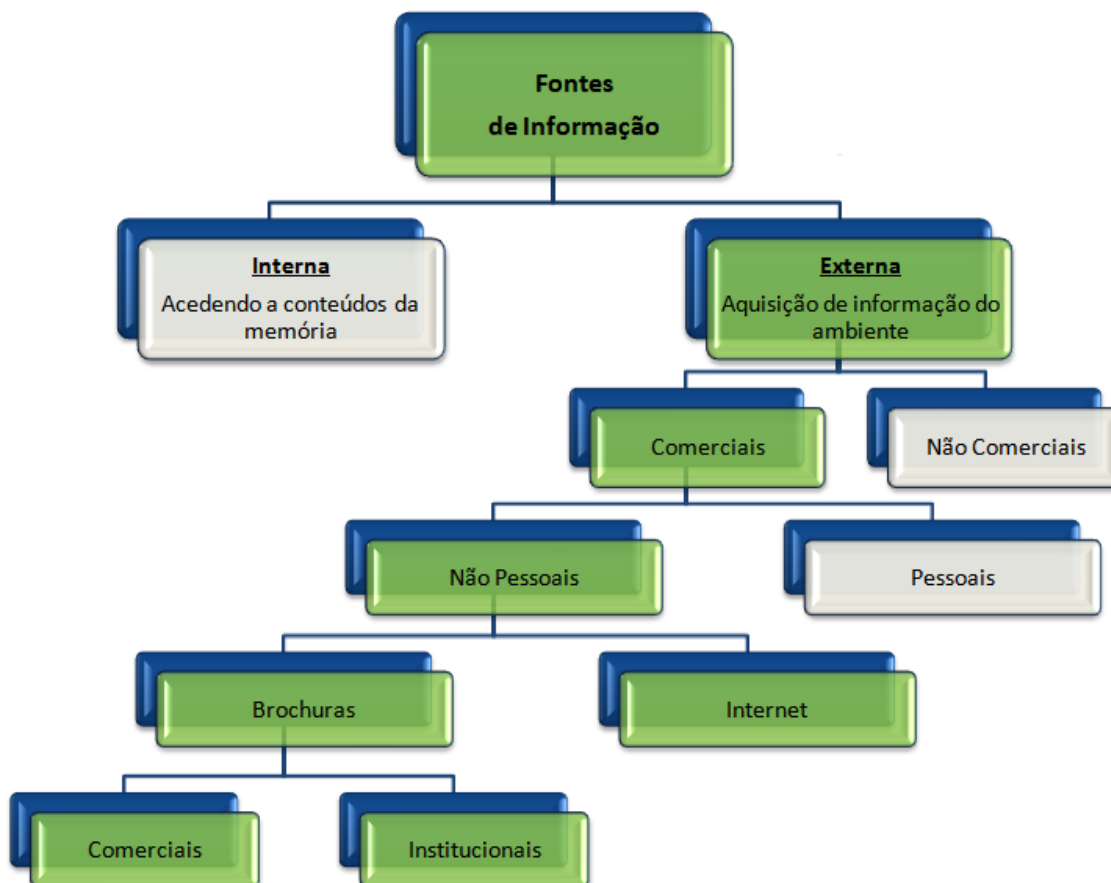 Fontes
de Informação
Interna
Acedendo a conteúdos da
memória
Externa
Aquisição de informação do
ambiente
Comerciais
Não Comerciais
Não Pessoais
Pessoais
Brochuras
Internet
Comerciais
Institucionais